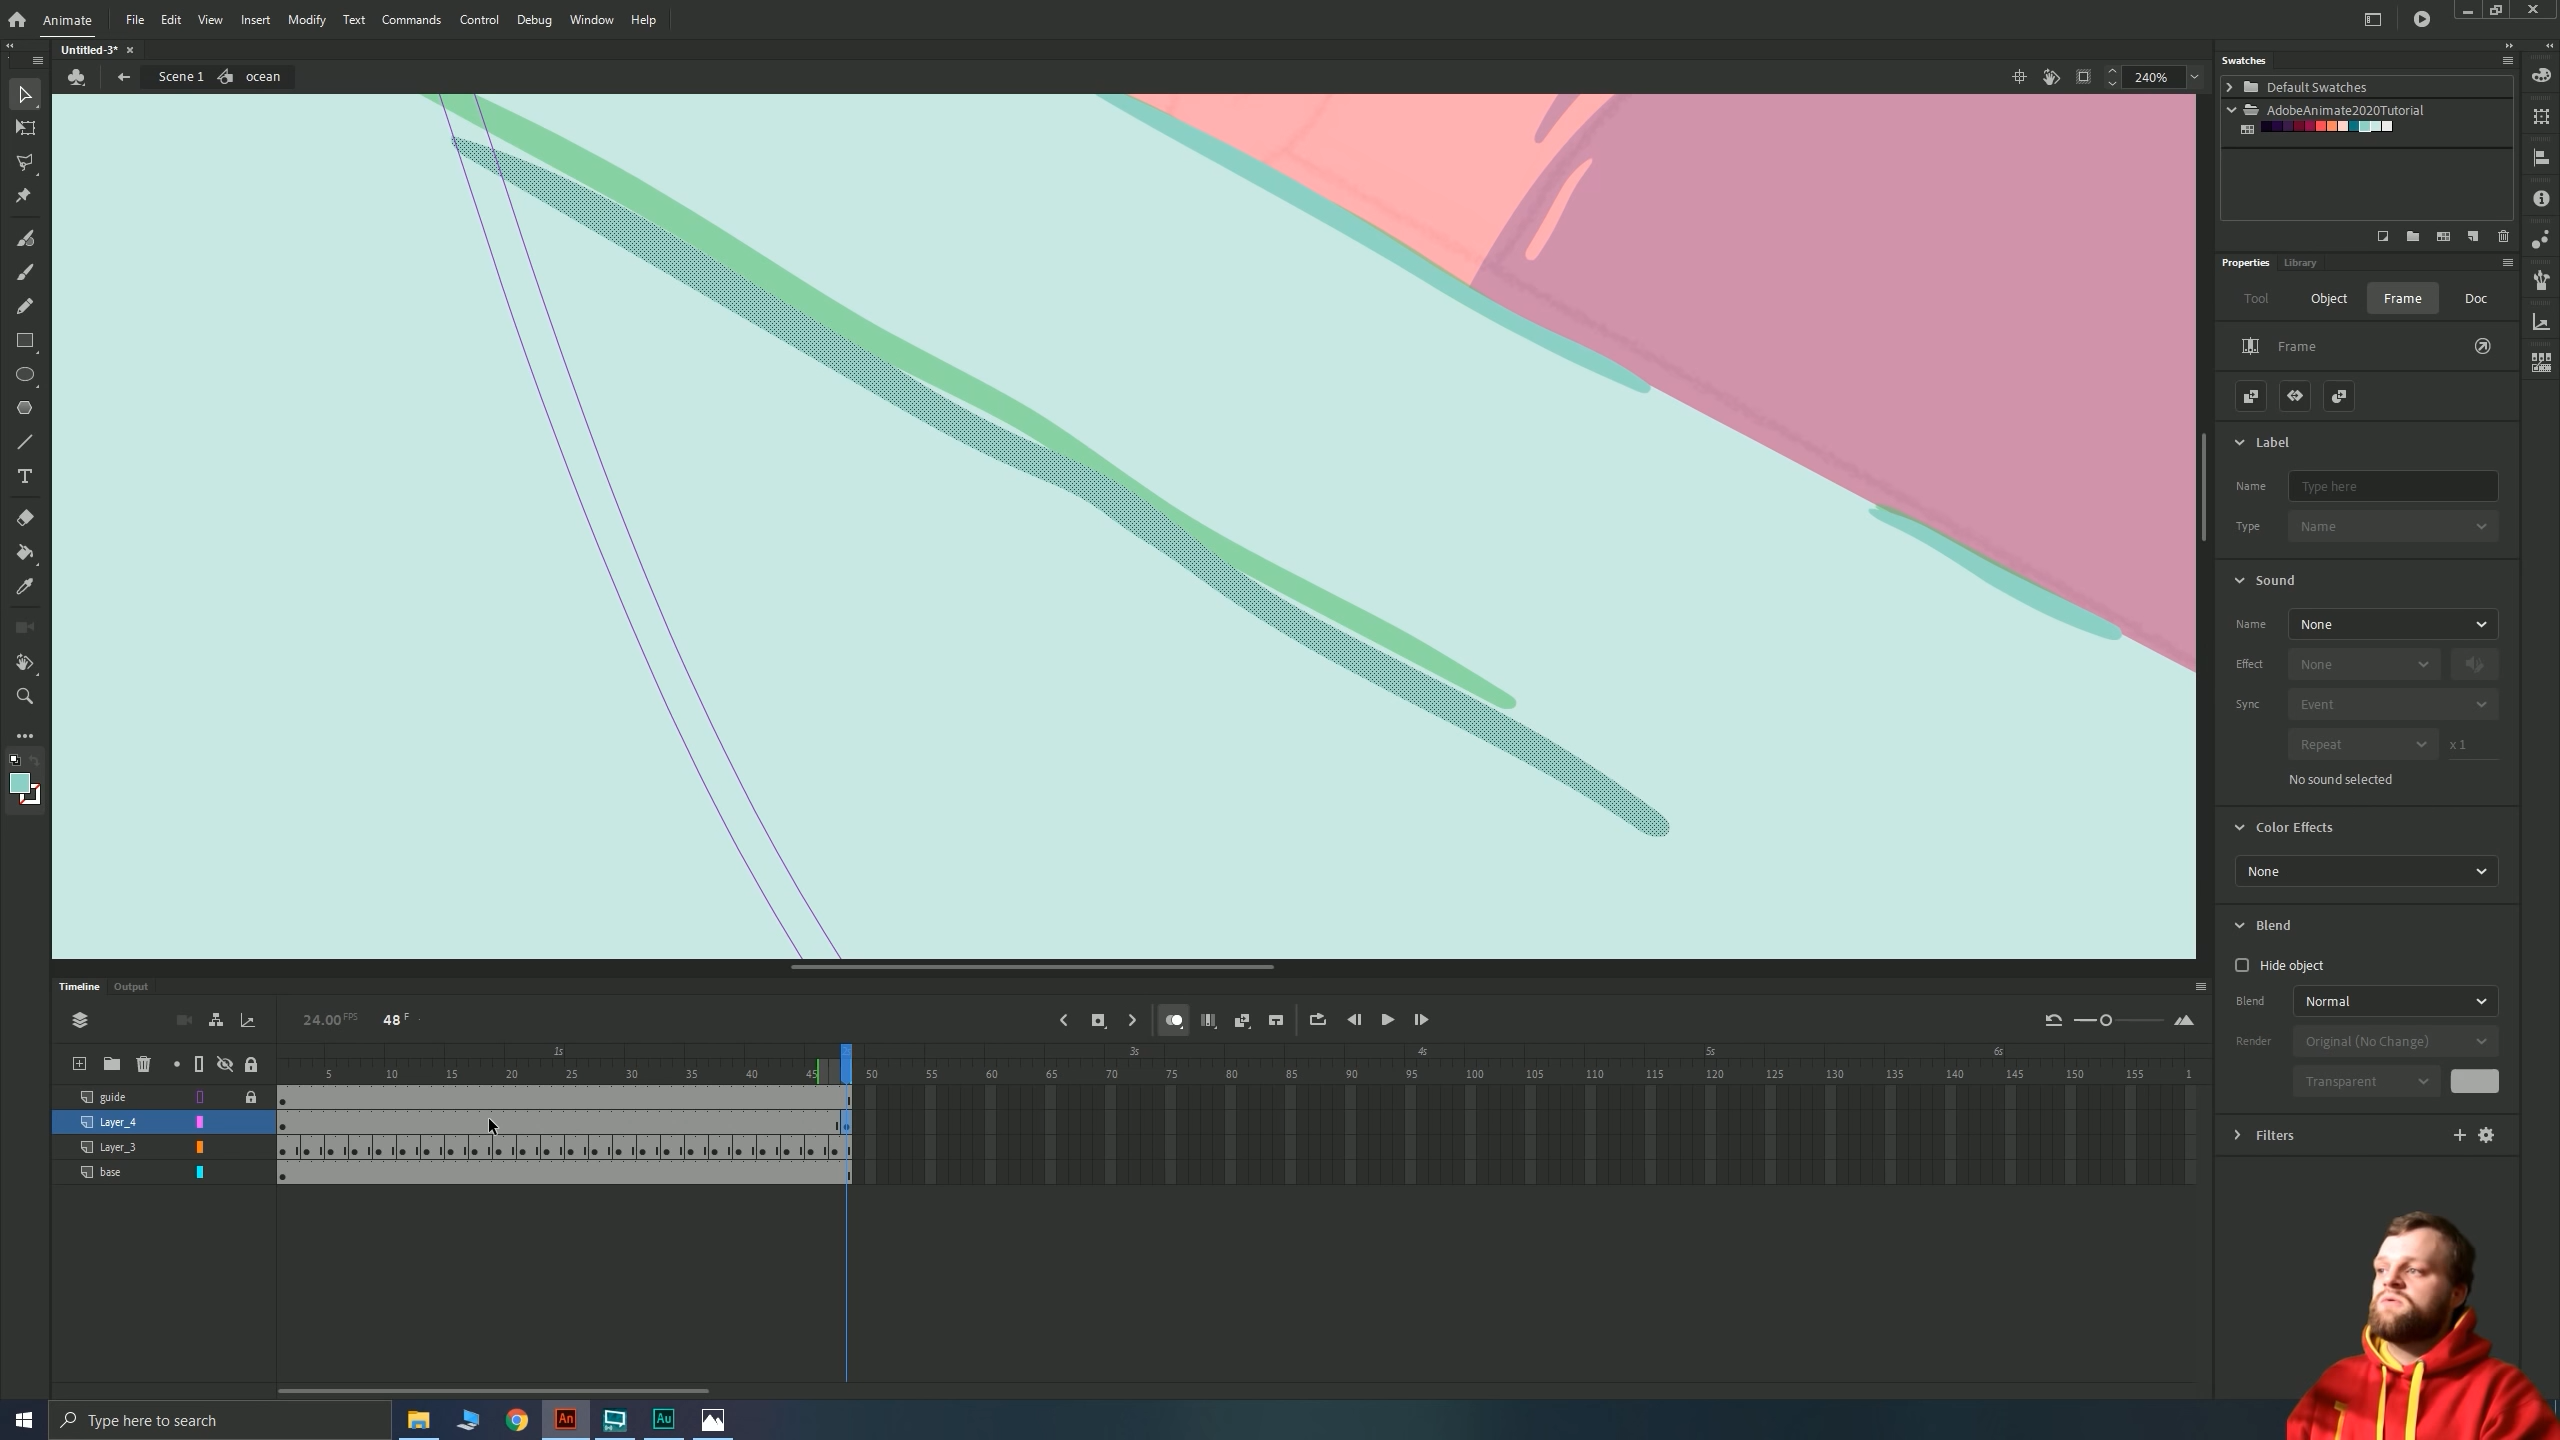 Animate File Edit View Insert Modify Text Commands Control Debug Window Help
Untitled-3*
Scene 1 ocean 240%
Swatches
Default Swatches
AdobeAnimate2020Tutorial
Properties Library
Tool Object Frame Doc
Frame
Label
Name Type here
Type Name
Sound
Name None
Effect None
Sync Event
Repeat x 1
No sound selected
Color Effects
None
Blend
Hide object
Blend Normal
Render Original (No Change)
Transparent
Filters
T
Timeline Output
24.00 FPS 48 F
1s 3s 4s 5s 6s
5 10 15 20 25 30 35 40 45 50 55 60 65 70 75 80 85 90 95 100 105 110 115 120 125 130 135 140 145 150 155 1
guide
Layer_4
Layer_3
base
Type here to search An Au